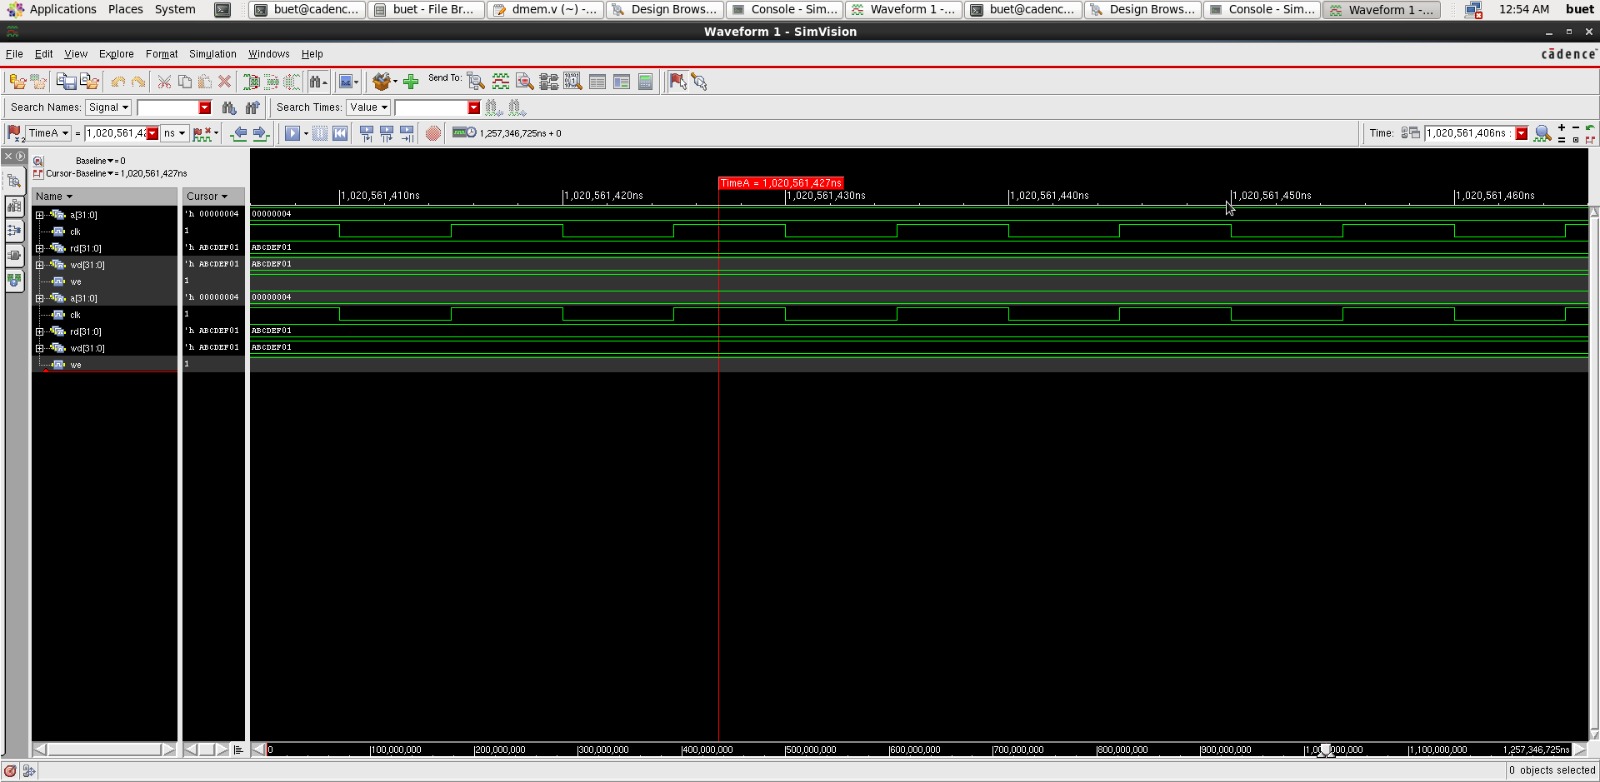 Applications Places System buet@cadenc... buet - File Br... dmem.v (~) -... Design Brows... Console - Sim... Waveform 1 -... buet@cadenc... Design Brows... Console - Sim... Waveform 1 -... 12:54 AM buet
Waveform 1 - SimVision
File Edit View Explore Format Simulation Windows Help cādence
Send To:
Search Names: Signal Search Times: Value
TimeA = 1,020,561,42 ns 1,257,346,725ns + 0 Time: 1,020,561,406ns :
Baseline = 0
Cursor-Baseline = 1,020,561,427ns
TimeA = 1,020,561,427ns
Name Cursor 1,020,561,410ns 1,020,561,420ns 1,020,561,430ns 1,020,561,440ns 1,020,561,450ns 1,020,561,460ns
a[31:0] 'h 00000004 00000004
clk 1
rd[31:0] 'h ABCDEF01 ABCDEF01
wd[31:0] 'h ABCDEF01 ABCDEF01
we 1
a[31:0] 'h 00000004 00000004
clk 1
rd[31:0] 'h ABCDEF01 ABCDEF01
wd[31:0] 'h ABCDEF01 ABCDEF01
we 1
0 100,000,000 200,000,000 300,000,000 400,000,000 500,000,000 600,000,000 700,000,000 800,000,000 900,000,000 1,100,000,000 1,257,346,725ns
0 objects selected